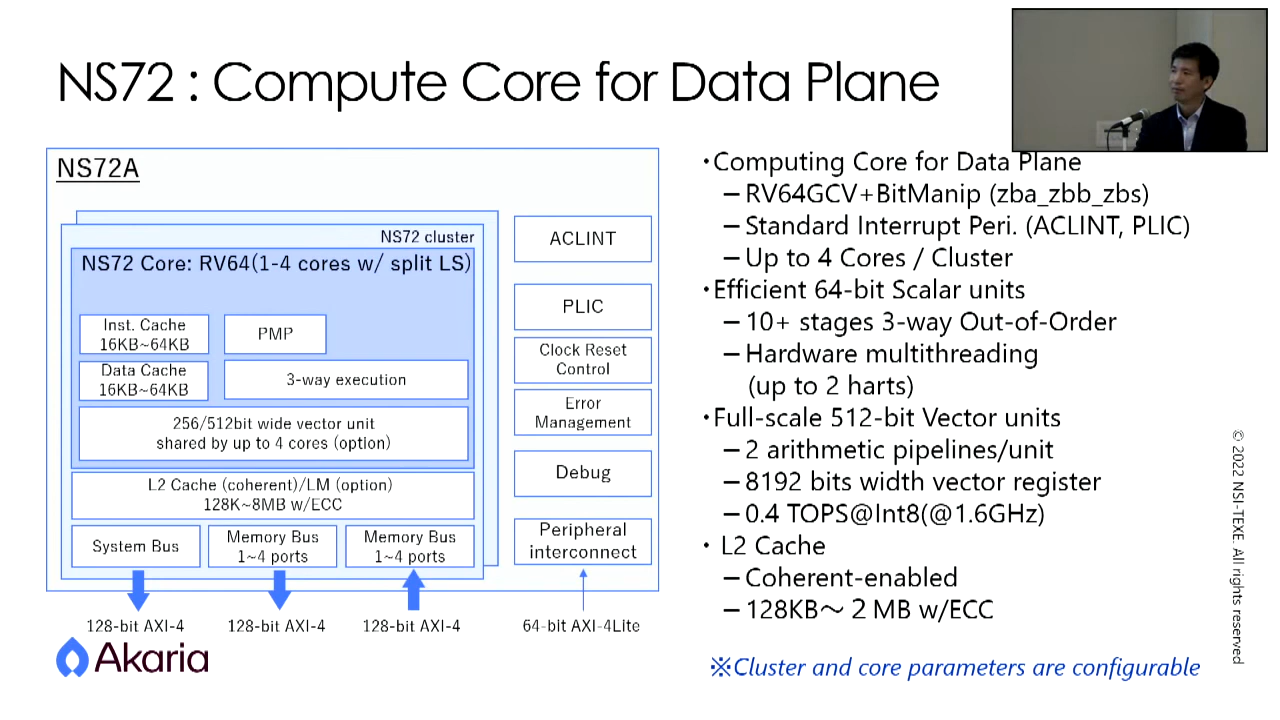 NS72 : Compute Core for Data Plane
NS72A
NS72 cluster
NS72 Core: RV64(1-4 cores w/ split LS)
Inst. Cache
16KB~64KB
PMP
Data Cache
16KB~64KB
3-way execution
256/512bit wide vector unit
shared by up to 4 cores (option)
L2 Cache (coherent)/LM (option)
128K~8MB w/ECC
System Bus
Memory Bus
1~4 ports
Memory Bus
1~4 ports
ACLINT
PLIC
Clock Reset
Control
Error
Management
Debug
Peripheral
interconnect
128-bit AXI-4
128-bit AXI-4
128-bit AXI-4
64-bit AXI-4Lite
Akaria
・Computing Core for Data Plane
– RV64GCV+BitManip (zba_zbb_zbs)
– Standard Interrupt Peri. (ACLINT, PLIC)
– Up to 4 Cores / Cluster
・Efficient 64-bit Scalar units
– 10+ stages 3-way Out-of-Order
– Hardware multithreading
(up to 2 harts)
・Full-scale 512-bit Vector units
– 2 arithmetic pipelines/unit
– 8192 bits width vector register
– 0.4 TOPS@Int8(@1.6GHz)
・ L2 Cache
– Coherent-enabled
– 128KB～ 2 MB w/ECC
※Cluster and core parameters are configurable
© 2022 NSI-TEXE. All rights reserved